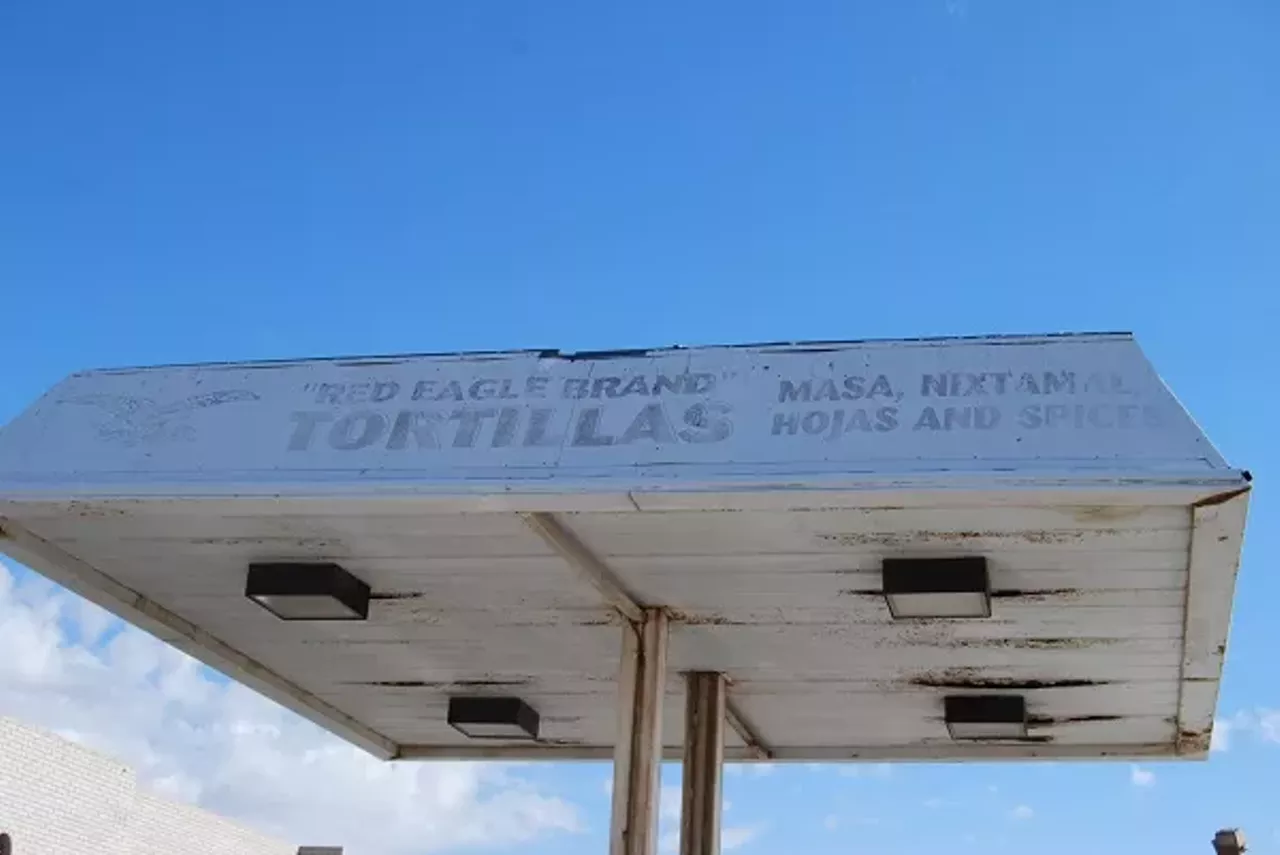 "RED EAGLE BRAND"
TORTILLAS
MASA, NIXTAMAL,
HOJAS AND SPICES